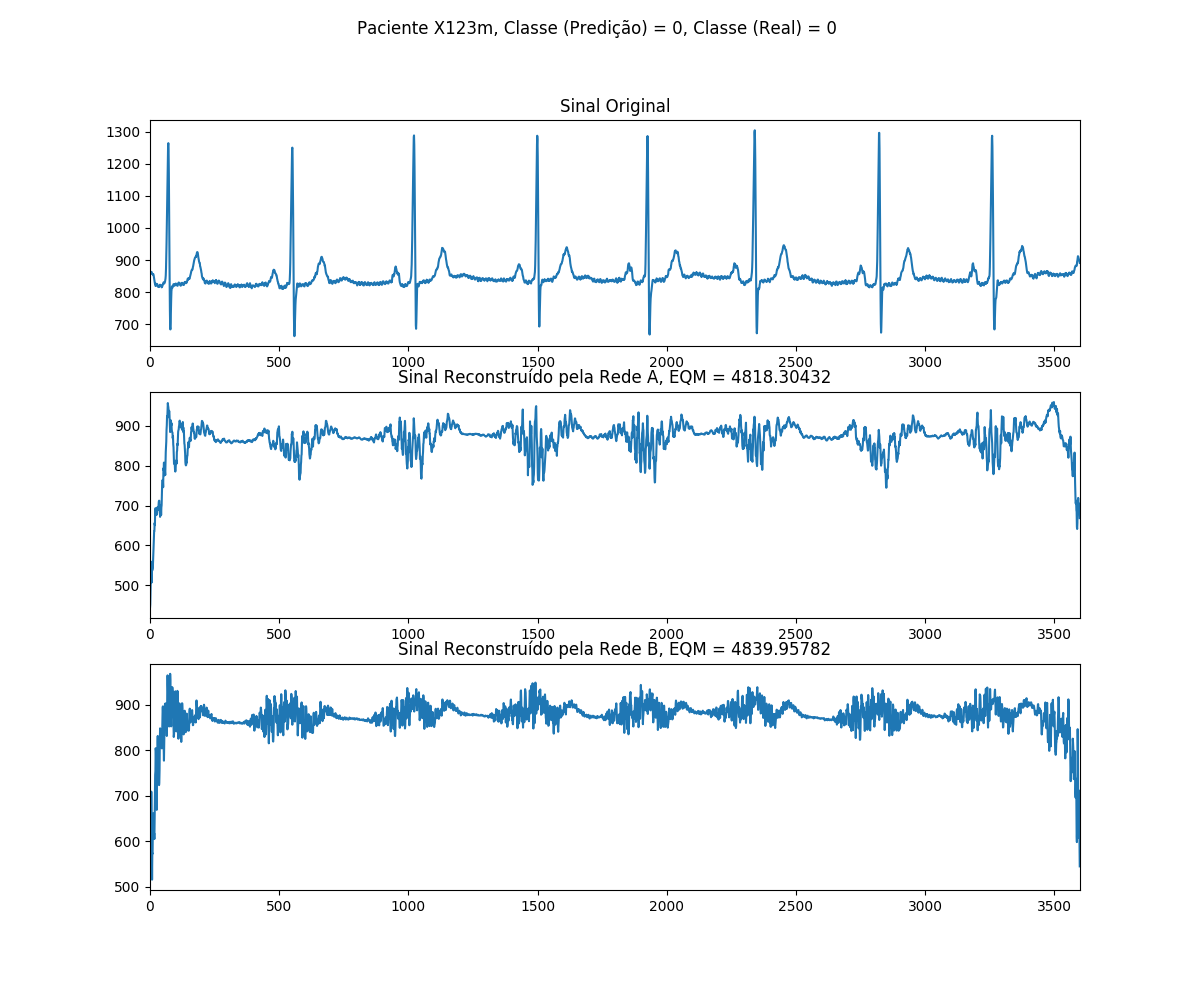 Paciente X123m, Classe (Predição) = 0, Classe (Real) = 0
Sinal Original
1300
1200
1100
1000
900
800
700
0 500 1000 1500 2000 2500 3000 3500
Sinal Reconstruído pela Rede A, EQM = 4818.30432
900
800
700
600
500
0 500 1000 1500 2000 2500 3000 3500
Sinal Reconstruído pela Rede B, EQM = 4839.95782
900
800
700
600
500
0 500 1000 1500 2000 2500 3000 3500